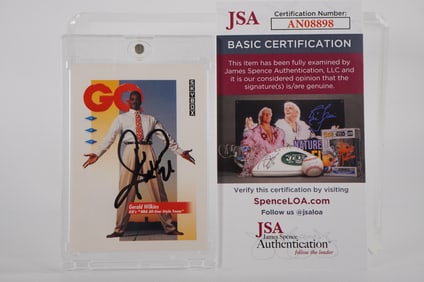 GQ
SKYBOX
Gerald Wilkins
GQ's "NBA All-Star Style Team"
JSA
Certification Number:
AN08898
BASIC CERTIFICATION
This item has been fully examined by
James Spence Authentication, LLC and
it is our considered opinion that the
signature(s) is/are genuine.
NATURE
JETS
Verify this certification by visiting
SpenceLOA.com
Follow us @jsaloa
JSA
James Spence
Authentication
follow the leader